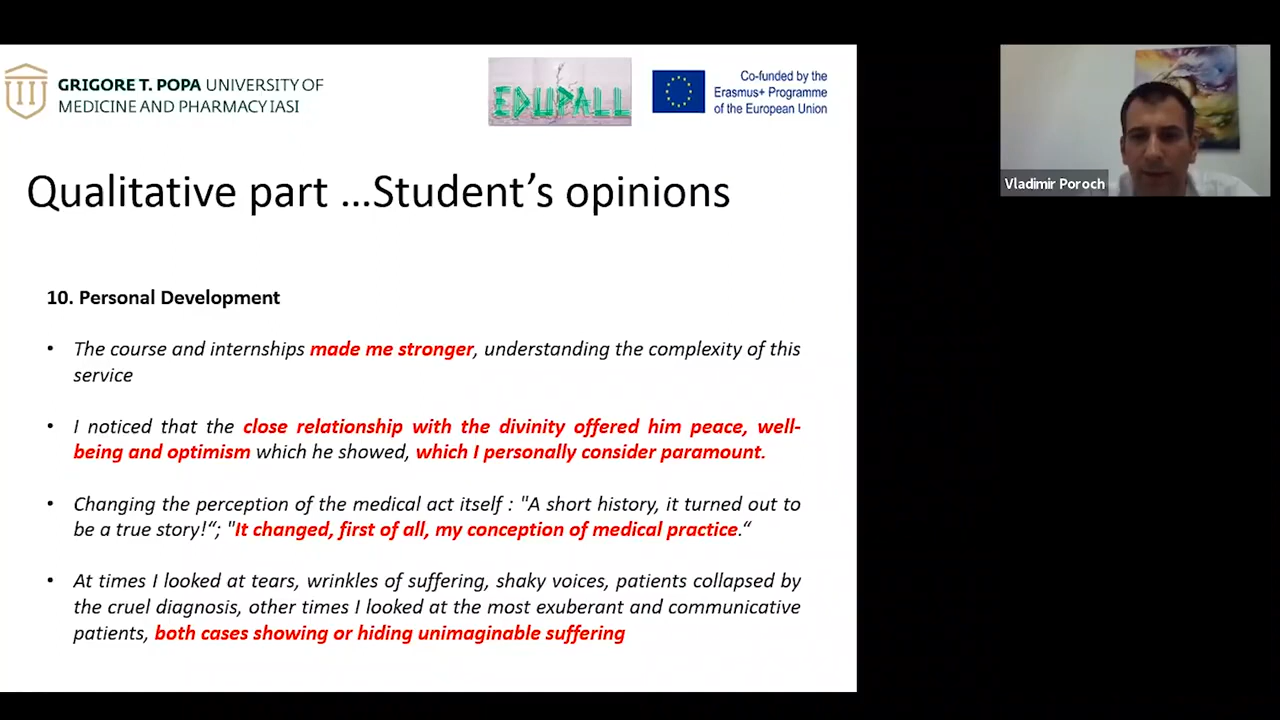 GRIGORE T. POPA UNIVERSITY OF
MEDICINE AND PHARMACY IASI
EDUPALL
Co-funded by the
Erasmus+ Programme
of the European Union
Vladimir Poroch
Qualitative part ...Student’s opinions
10. Personal Development
• The course and internships made me stronger, understanding the complexity of this
service
• I noticed that the close relationship with the divinity offered him peace, well-
being and optimism which he showed, which I personally consider paramount.
• Changing the perception of the medical act itself : "A short history, it turned out to
be a true story!“; "It changed, first of all, my conception of medical practice.“
• At times I looked at tears, wrinkles of suffering, shaky voices, patients collapsed by
the cruel diagnosis, other times I looked at the most exuberant and communicative
patients, both cases showing or hiding unimaginable suffering